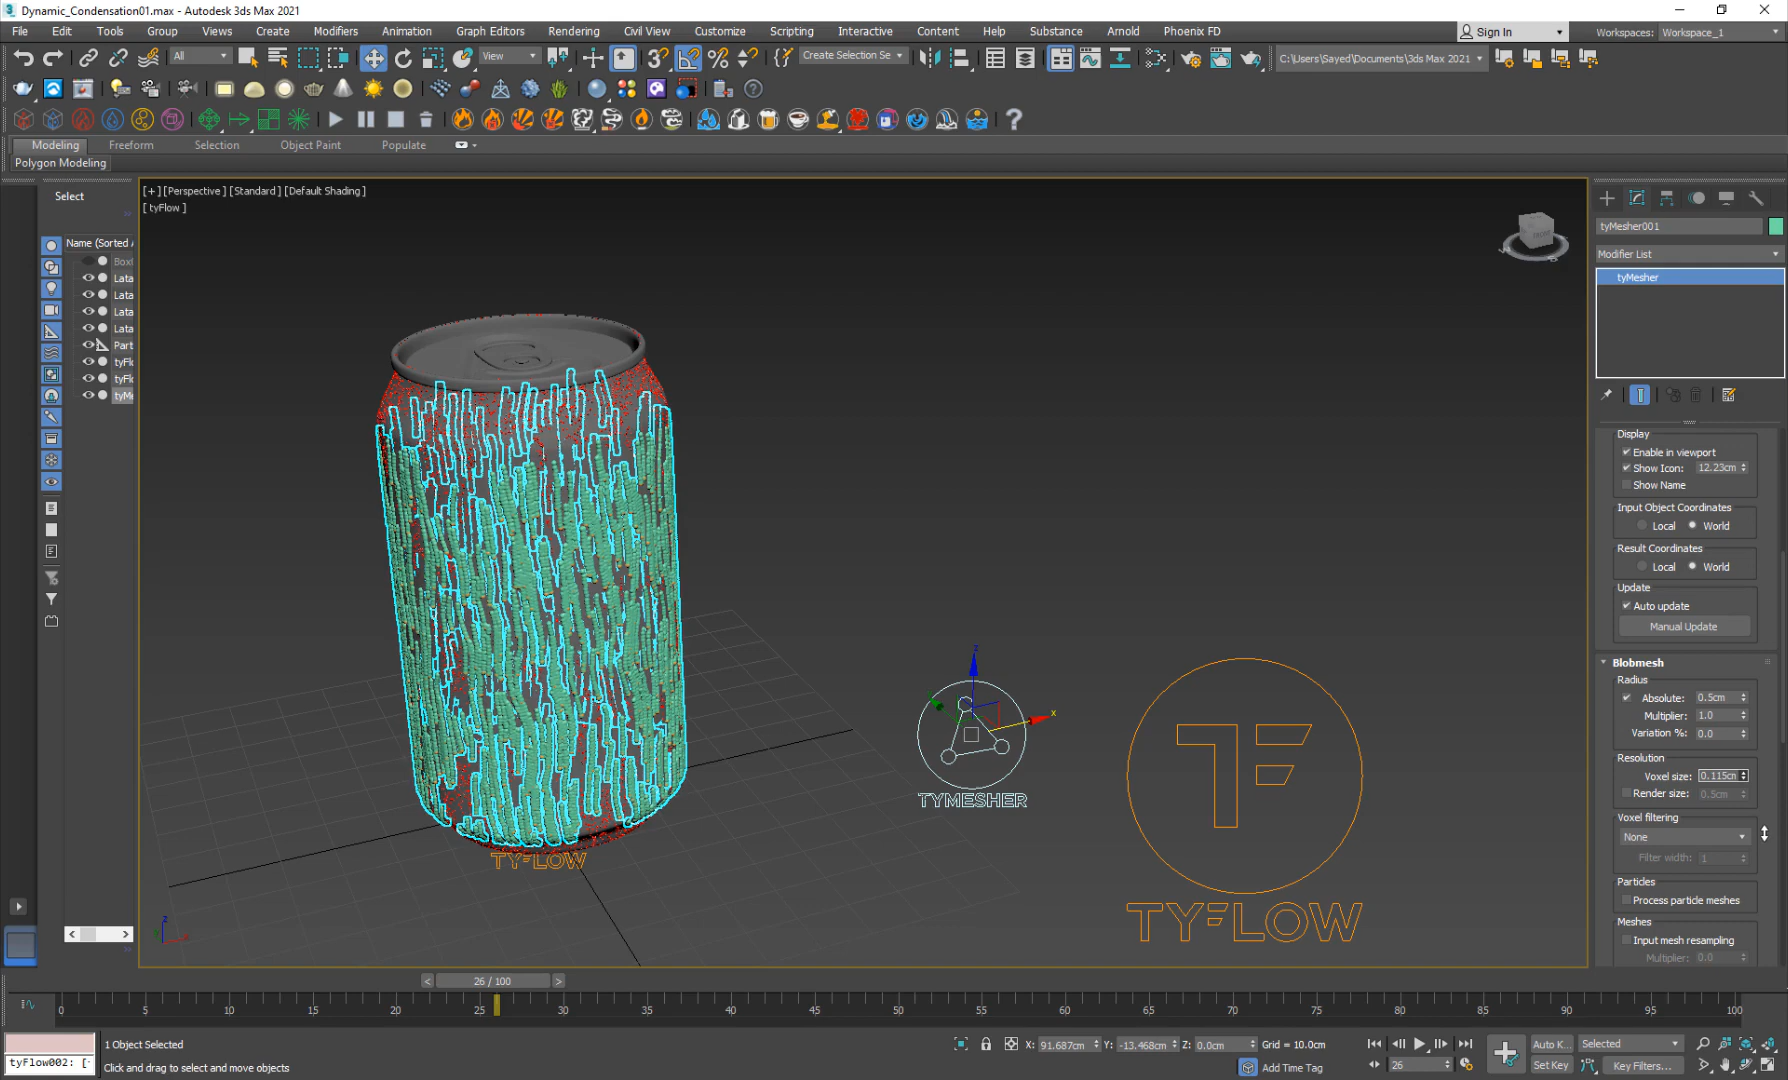 Dynamic_Condensation01.max - Autodesk 3ds Max 2021
File Edit Tools Group Views Create Modifiers Animation Graph Editors Rendering Civil View Customize Scripting Interactive Content Help Substance Arnold Phoenix FD
Sign In
Workspaces: Workspace_1
All
View
Create Selection Se
C:\Users\Sayed\Documents\3ds Max 2021
Modeling Freeform Selection Object Paint Populate
Polygon Modeling
Select
Name (Sorted A
Lata
Lata
Lata
Lata
Part
tyFl
tyFl
tyMe
[+] [Perspective] [Standard] [Default Shading]
[ tyFlow ]
FRONT
TYMESHER
TYFLOW
TYFLOW
z
x
z
tyMesher001
Modifier List
tyMesher
Display
Enable in viewport
Show Icon: 12.23cm
Show Name
Input Object Coordinates
Local World
Result Coordinates
Local World
Update
Auto update
Manual Update
Blobmesh
Radius
Absolute: 0.5cm
Multiplier: 1.0
Variation %: 0.0
Resolution
Voxel size: 0.115cm
Render size: 0.5cm
Voxel filtering
None
Filter width: 1
Particles
Process particle meshes
Meshes
Input mesh resampling
Multiplier: 0.0
< 26 / 100 >
0 5 10 15 20 25 30 35 40 45 50 55 60 65 70 75 80 85 90 95 100
tyFlow002: [
1 Object Selected
Click and drag to select and move objects
X: 91.687cm Y: -13.468cm Z: 0.0cm Grid = 10.0cm
Add Time Tag
26
Auto K...
Selected
Set Key
Key Filters...